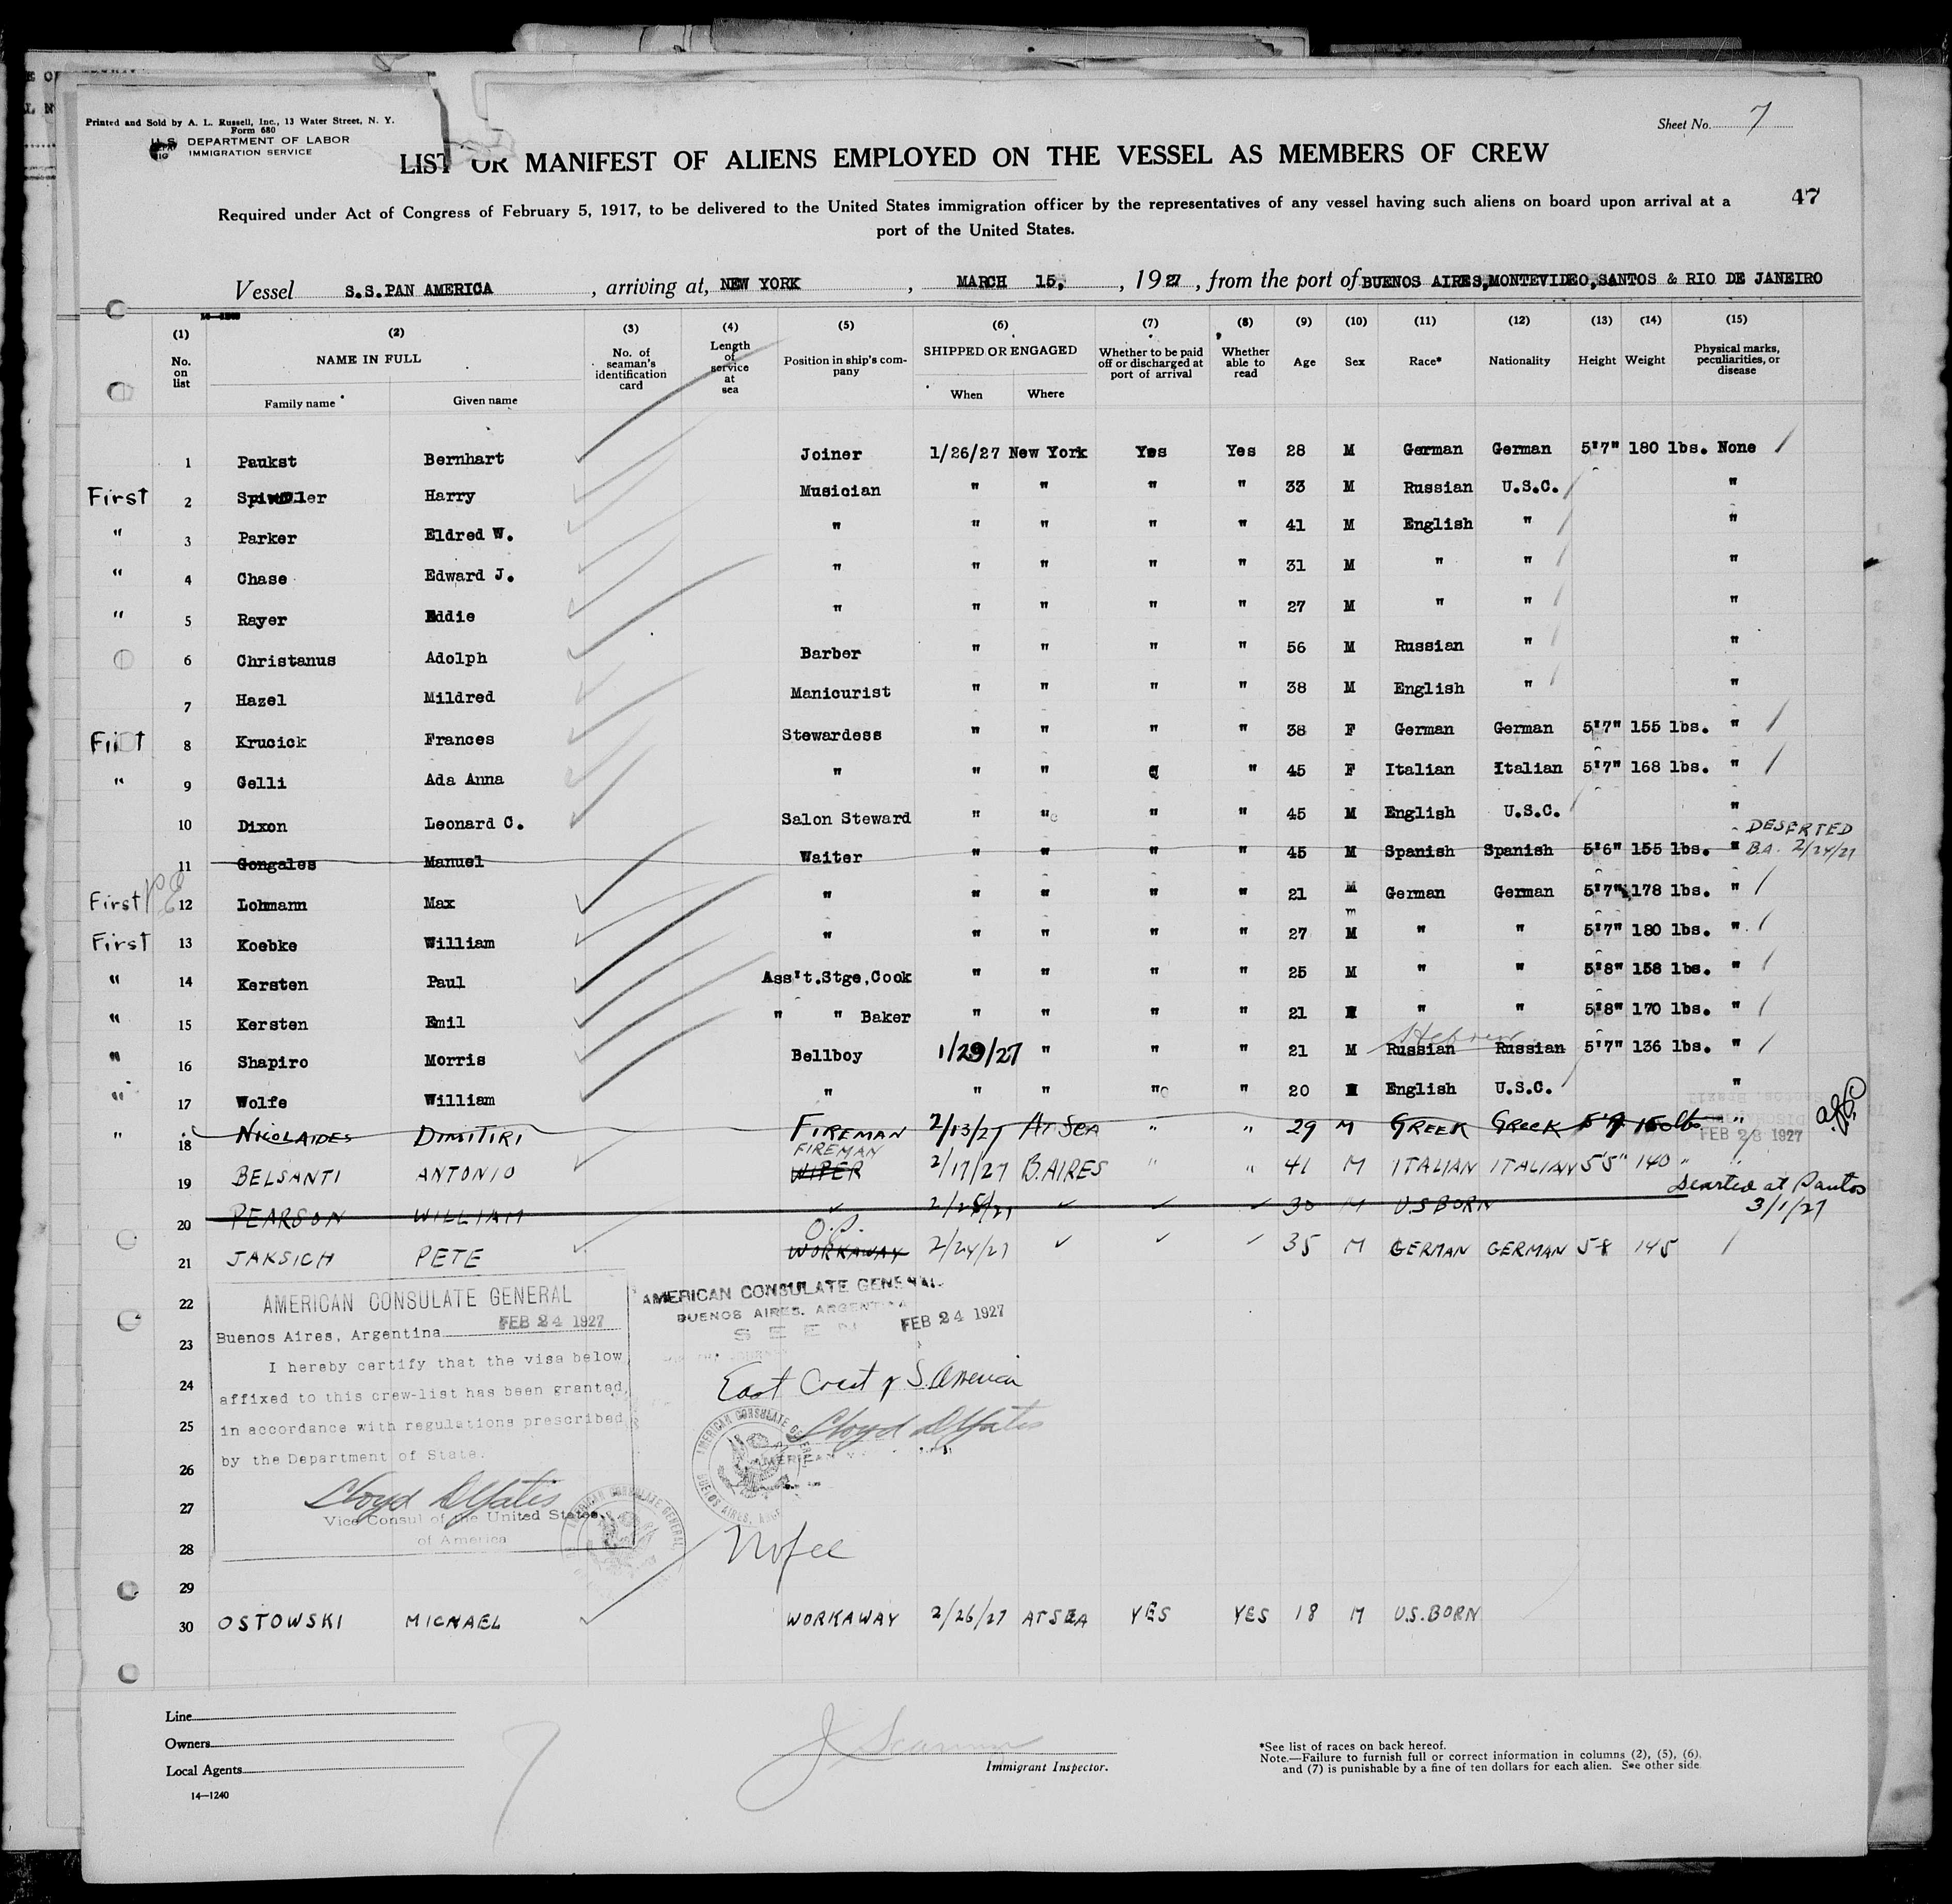 Printed and Sold by A. L. Russell, Inc., 13 Water Street, N. Y.
Form 680
U.S. DEPARTMENT OF LABOR
IMMIGRATION SERVICE
Sheet No. 7
LIST OR MANIFEST OF ALIENS EMPLOYED ON THE VESSEL AS MEMBERS OF CREW
47
Required under Act of Congress of February 5, 1917, to be delivered to the United States immigration officer by the representatives of any vessel having such aliens on board upon arrival at a
port of the United States.
Vessel S.S.PAN AMERICA , arriving at, NEW YORK , MARCH 15, , 1927 , from the port of BUENOS AIRES,MONTEVIDEO,SANTOS & RIO DE JANEIRO
(1) (2) (3) (4) (5) (6) (7) (8) (9) (10) (11) (12) (13) (14) (15)
No. on list NAME IN FULL No. of seaman's identification card Length of service at sea Position in ship's company SHIPPED OR ENGAGED Whether to be paid off or discharged at port of arrival Whether able to read Age Sex Race* Nationality Height Weight Physical marks, peculiarities, or disease
Family name Given name When Where
1 Paukst Bernhart Joiner 1/26/27 New York Yes Yes 28 M German German 5'7" 180 lbs. None
First 2 Harry Musician " " " " 33 M Russian U.S.C. "
" 3 Parker Eldred W. " " " " " 41 M English " "
" 4 Chase Edward J. " " " " " 31 M " " "
" 5 Rayer Eddie " " " " " 27 M " " "
6 Christanus Adolph Barber " " " " 56 M Russian " "
7 Hazel Mildred Manicurist " " " " 38 M English " "
First 8 Krucick Frances Stewardess " " " " 38 F German German 5'7" 155 lbs. "
" 9 Gelli Ada Anna " " " " " 45 F Italian Italian 5'7" 168 lbs. "
10 Dixon Leonard C. Salon Steward " " " " 45 M English U.S.C. "
DESERTED
11 Gongales Manuel Waiter " " " " 45 M Spanish Spanish 5'6" 155 lbs. " B.A. 2/24/27
First 12 Lohmann Max " " " " " 21 M German German 5'7" 178 lbs. "
First 13 Koebke William " " " " " 27 M " " 5'7" 180 lbs. "
" 14 Kersten Paul Ass't.Stge,Cook " " " " 25 M " " 5'8" 158 lbs. "
" 15 Kersten Emil " " Baker " " " " 21 M " " 5'8" 170 lbs. "
Hebrew
" 16 Shapiro Morris Bellboy 1/29/27 " " " 21 M Russian Russian 5'7" 136 lbs. "
" 17 Wolfe William " " " " " 20 M English U.S.C. "
" 18 NICOLAIDES DIMITIRI FIREMAN 2/13/27 AT SEA " " 29 M GREEK GREEK 5'9 150 lbs "
FEB 23 1927
FIREMAN
19 BELSANTI ANTONIO WIPER 2/17/27 B.AIRES " " 41 M ITALIAN ITALIAN 5'5" 140 " "
Deserted at Santos
3/1/27
20 PEARSON WILLIAM 30 M U.S BORN
O.S.
21 JAKSICH PETE WORKAWAY 2/24/27 35 M GERMAN GERMAN 5 8 145
22
23
24
25
26
27
28
29
AMERICAN CONSULATE GENERAL
Buenos Aires, Argentina FEB 24 1927
I hereby certify that the visa below
affixed to this crew-list has been granted,
in accordance with regulations prescribed
by the Department of State.
Vice Consul of the United States
of America
AMERICAN CONSULATE GENERAL
AMERICAN CONSULATE GENERAL
BUENOS AIRES, ARGENTINA
SEEN FEB 24 1927
East Coast of S. America
AMERICAN CONSULATE GENERAL
BUENOS AIRES, ARGE
No fee
30 OSTOWSKI MICHAEL WORKAWAY 2/26/27 AT SEA YES YES 18 M U.S. BORN
Line
Owners
Local Agents
14—1240
7
Immigrant Inspector.
*See list of races on back hereof.
Note.—Failure to furnish full or correct information in columns (2), (5), (6),
and (7) is punishable by a fine of ten dollars for each alien. See other side